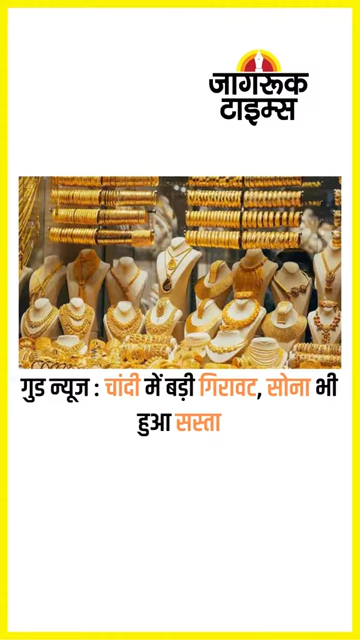 जागरूक
टाइम्स
गुड न्यूज : चांदी में बड़ी गिरावट, सोना भी
हुआ सस्ता